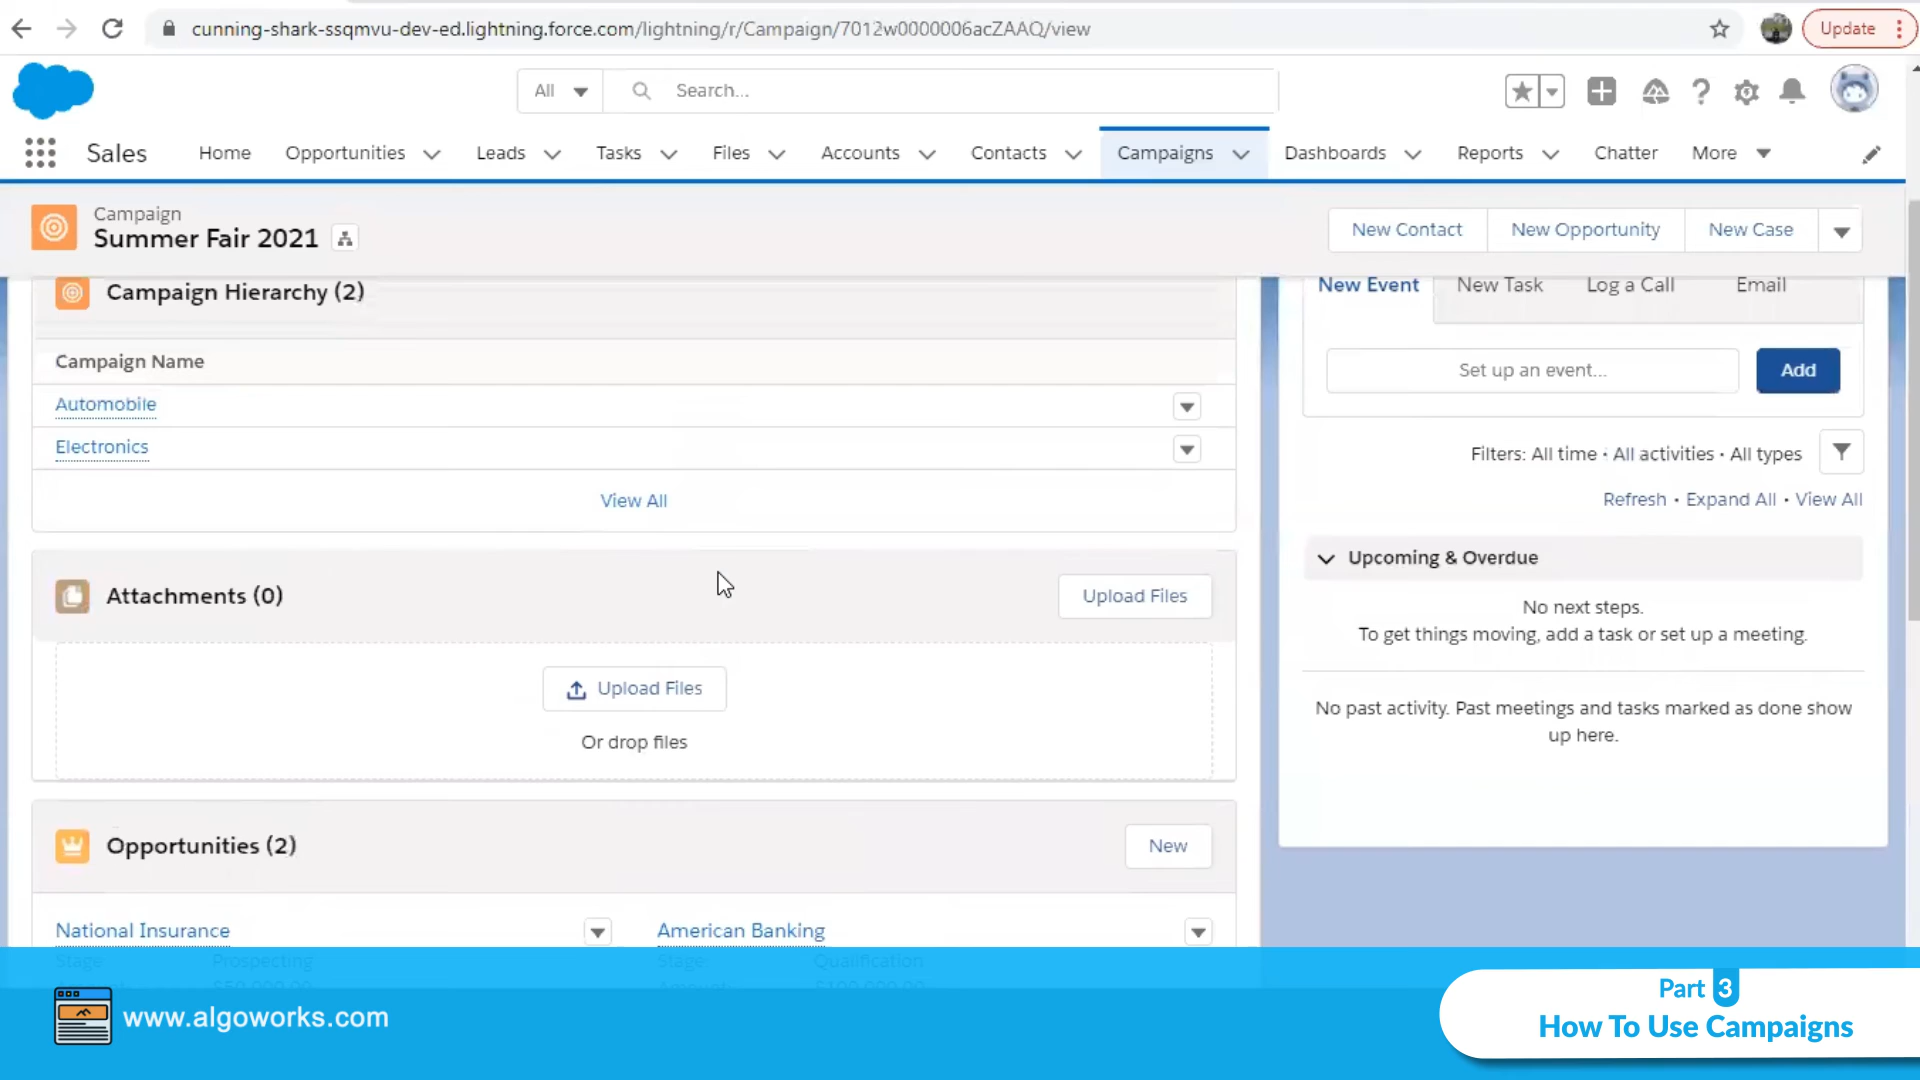 cunning-shark-ssqmvu-dev-ed.lightning.force.com/lightning/r/Campaign/7012w0000006acZAAQ/view
Update
All
Search...
Sales
Home
Opportunities
Leads
Tasks
Files
Accounts
Contacts
Campaigns
Dashboards
Reports
Chatter
More
Campaign
Summer Fair 2021
New Contact
New Opportunity
New Case
Campaign Hierarchy (2)
Campaign Name
Automobile
Electronics
View All
Attachments (0)
Upload Files
Upload Files
Or drop files
Opportunities (2)
New
National Insurance
American Banking
Stage: Prospecting
Stage: Qualification
New Event
New Task
Log a Call
Email
Set up an event...
Add
Filters: All time • All activities • All types
Refresh • Expand All • View All
Upcoming & Overdue
No next steps.
To get things moving, add a task or set up a meeting.
No past activity. Past meetings and tasks marked as done show
up here.
www.algoworks.com
Part 3
How To Use Campaigns